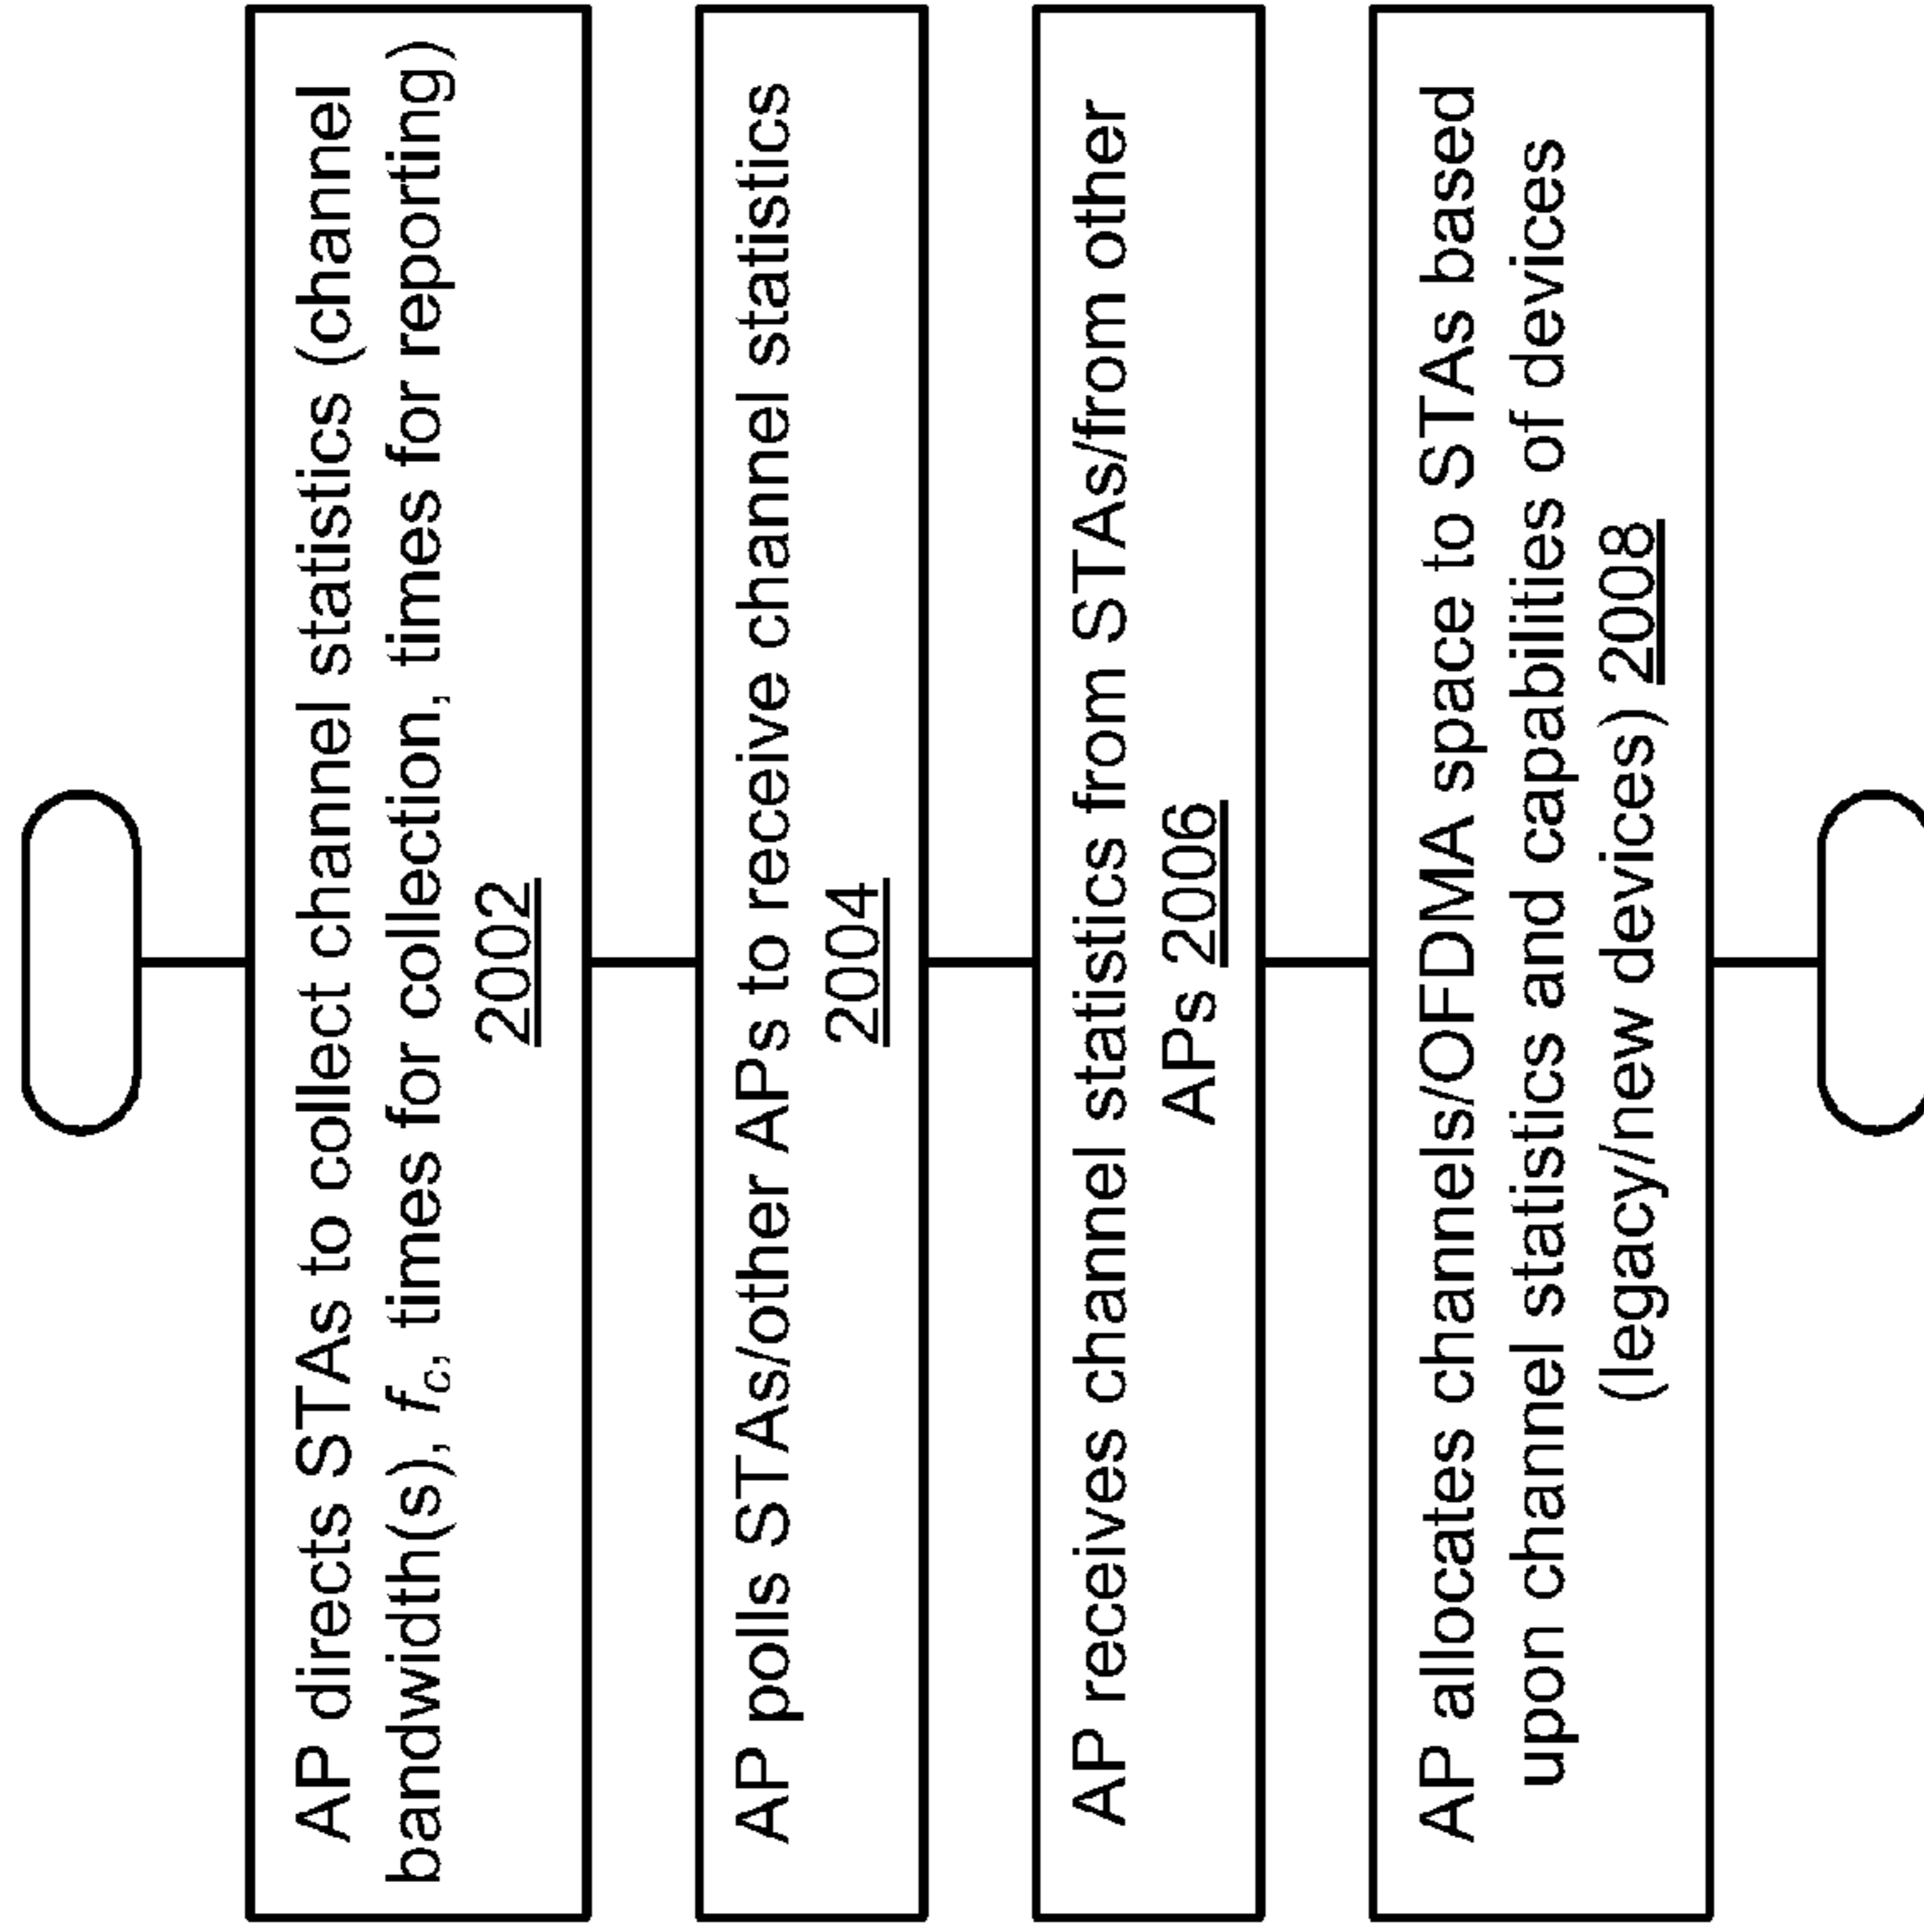 AP directs STAs to collect channel statistics (channel
bandwidth(s), fc, times for collection, times for reporting)
2002
AP polls STAs/other APs to receive channel statistics
2004
AP receives channel statistics from STAs/from other
APs 2006
AP allocates channels/OFDMA space to STAs based
upon channel statistics and capabilities of devices
(legacy/new devices) 2008